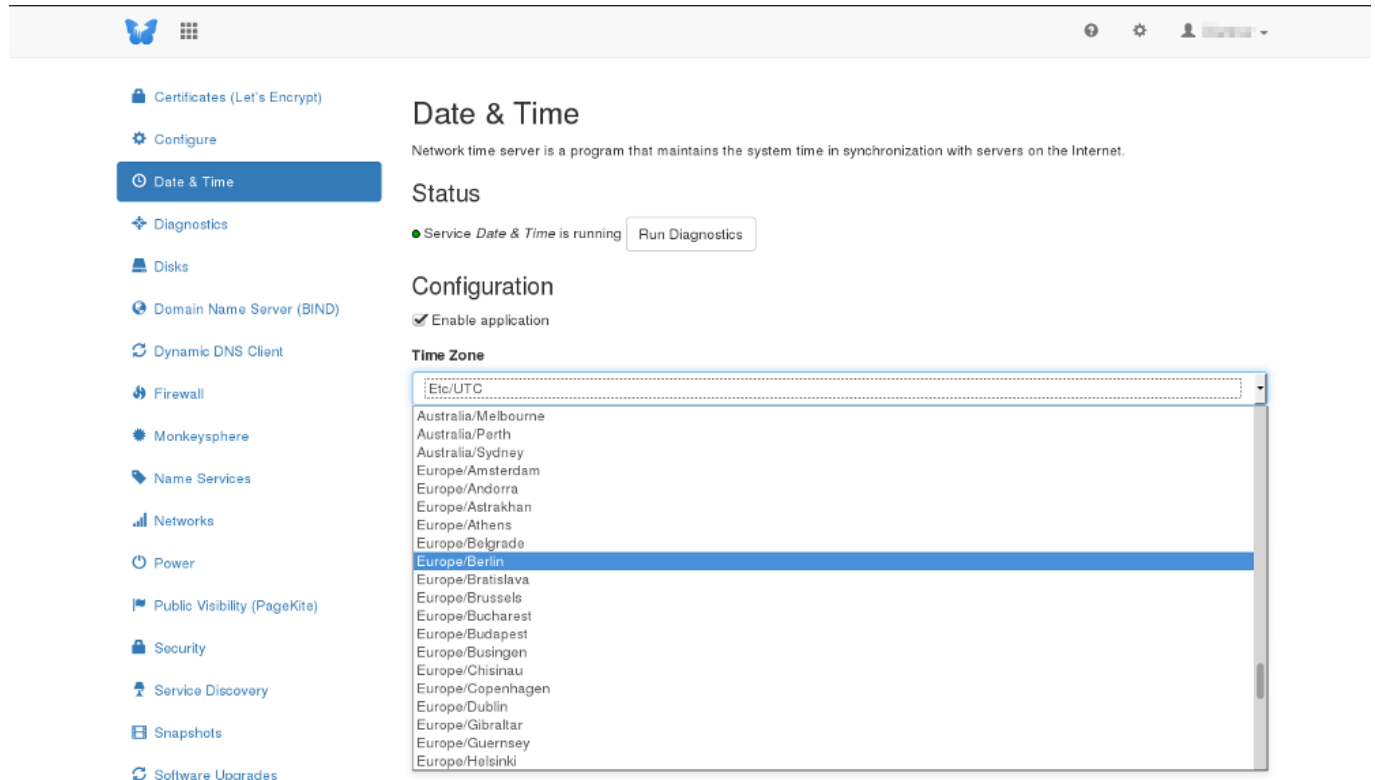 Certificates (Let's Encrypt)
Configure
Date & Time
Diagnostics
Disks
Domain Name Server (BIND)
Dynamic DNS Client
Firewall
Monkeysphere
Name Services
Networks
Power
Public Visibility (PageKite)
Security
Service Discovery
Snapshots
Software Upgrades
Date & Time
Network time server is a program that maintains the system time in synchronization with servers on the Internet.
Status
Service Date & Time is running Run Diagnostics
Configuration
Enable application
Time Zone
Etc/UTC
Australia/Melbourne
Australia/Perth
Australia/Sydney
Europe/Amsterdam
Europe/Andorra
Europe/Astrakhan
Europe/Athens
Europe/Belgrade
Europe/Berlin
Europe/Bratislava
Europe/Brussels
Europe/Bucharest
Europe/Budapest
Europe/Busingen
Europe/Chisinau
Europe/Copenhagen
Europe/Dublin
Europe/Gibraltar
Europe/Guernsey
Europe/Helsinki